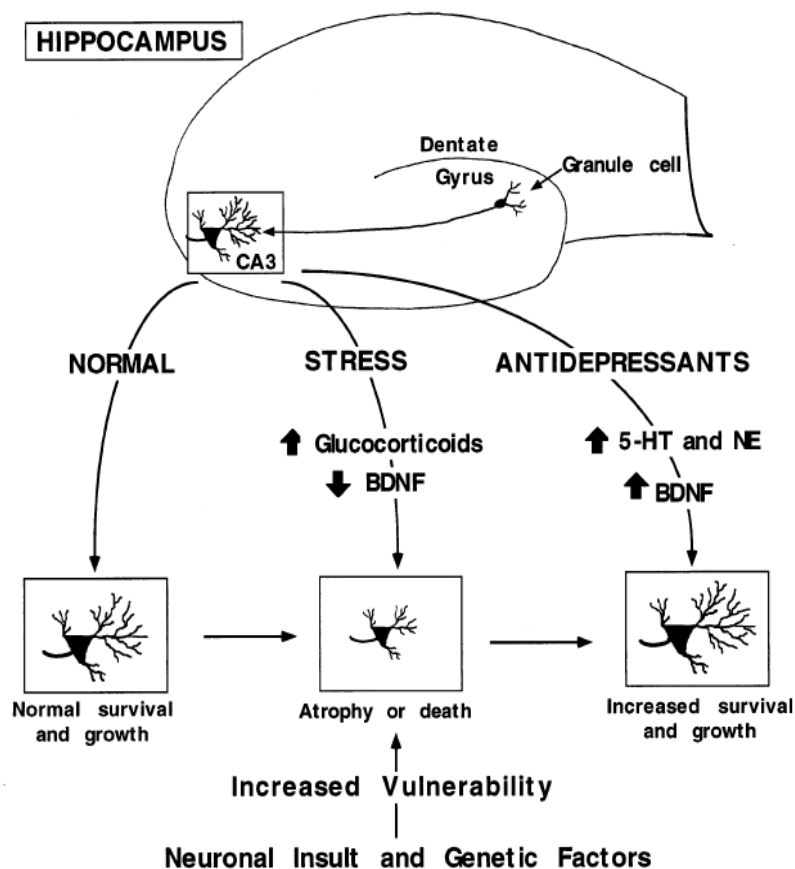 HIPPOCAMPUS
Dentate
Gyrus
Granule cell
CA3
NORMAL
STRESS
ANTIDEPRESSANTS
Glucocorticoids
BDNF
5-HT and NE
BDNF
Normal survival
and growth
Atrophy or death
Increased survival
and growth
Increased Vulnerability
Neuronal Insult and Genetic Factors